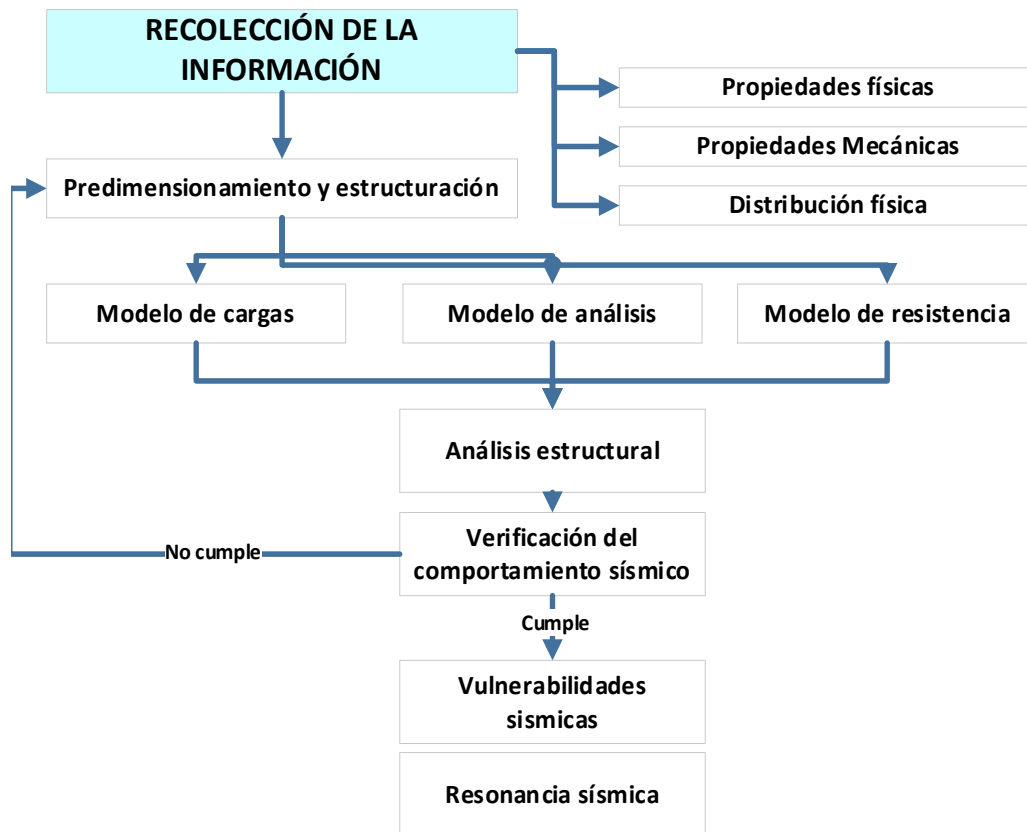 RECOLECCIÓN DE LA
INFORMACIÓN
Propiedades físicas
Propiedades Mecánicas
Predimensionamiento y estructuración
Distribución física
Modelo de cargas
Modelo de análisis
Modelo de resistencia
Análisis estructural
Verificación del
comportamiento sísmico
No cumple
Cumple
Vulnerabilidades
sismicas
Resonancia sísmica